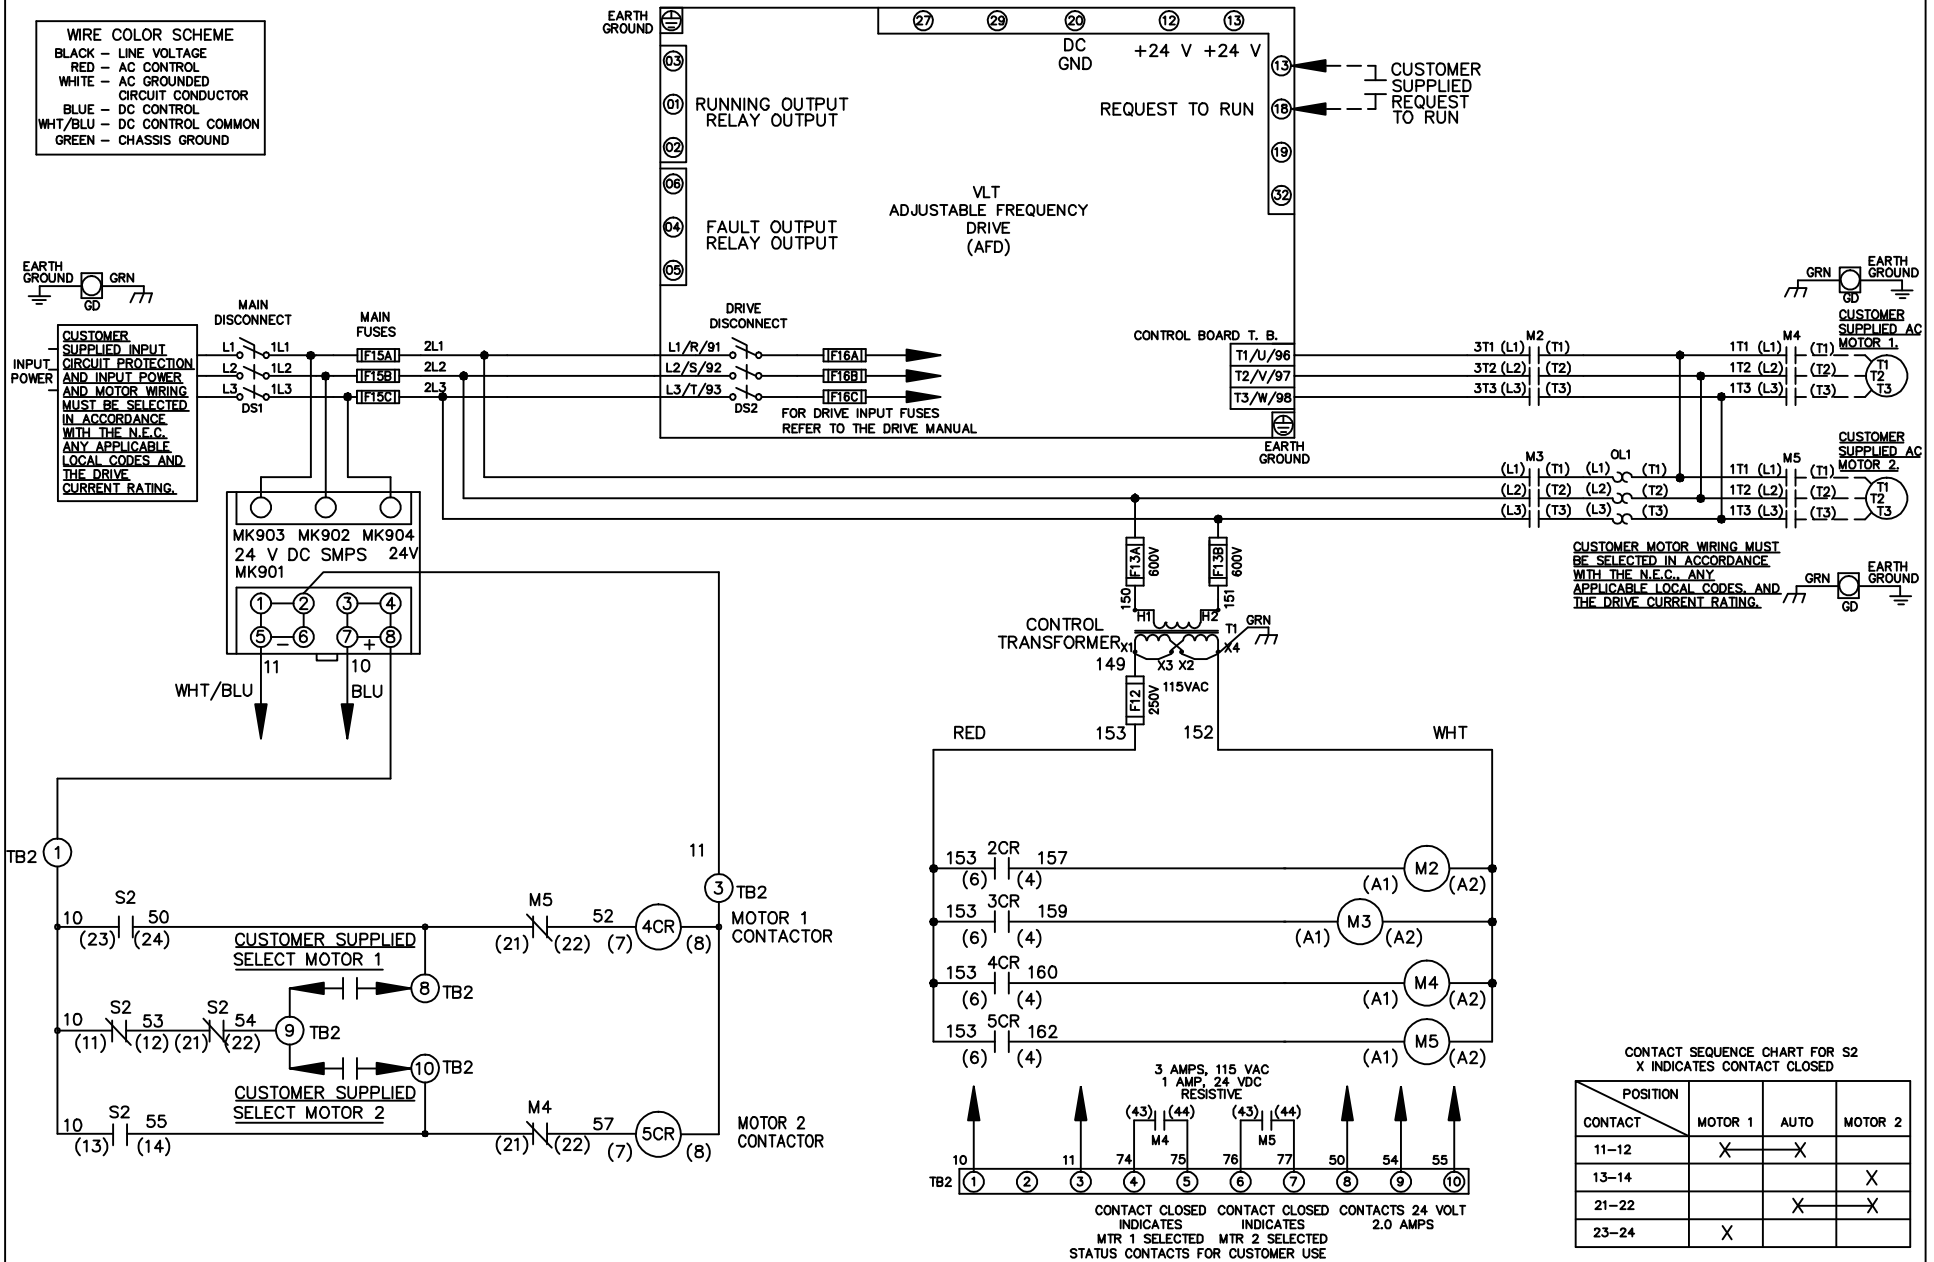 WIRE COLOR SCHEME
BLACK – LINE VOLTAGE
RED – AC CONTROL
WHITE – AC GROUNDED
CIRCUIT CONDUCTOR
BLUE – DC CONTROL
WHT/BLU – DC CONTROL COMMON
GREEN – CHASSIS GROUND
EARTH
GROUND
27 29 20 12 13
DC
GND
+24 V +24 V
03
01
02
RUNNING OUTPUT
RELAY OUTPUT
06
04
05
FAULT OUTPUT
RELAY OUTPUT
VLT
ADJUSTABLE FREQUENCY
DRIVE
(AFD)
REQUEST TO RUN
13
18
19
32
CUSTOMER
SUPPLIED
REQUEST
TO RUN
EARTH
GROUND
GRN
GD
INPUT
POWER
CUSTOMER
SUPPLIED INPUT
CIRCUIT PROTECTION
AND INPUT POWER
AND MOTOR WIRING
MUST BE SELECTED
IN ACCORDANCE
WITH THE N.E.C.
ANY APPLICABLE
LOCAL CODES AND
THE DRIVE
CURRENT RATING.
MAIN
DISCONNECT
L1 1L1
L2 1L2
L3 1L3
DS1
MAIN
FUSES
F15A 2L1
F15B 2L2
F15C 2L3
DRIVE
DISCONNECT
L1/R/91
L2/S/92
L3/T/93
DS2
F16A
F16B
F16C
FOR DRIVE INPUT FUSES
REFER TO THE DRIVE MANUAL
CONTROL BOARD T. B.
T1/U/96
T2/V/97
T3/W/98
EARTH
GROUND
M2
3T1 (L1) (T1)
3T2 (L2) (T2)
3T3 (L3) (T3)
M4
1T1 (L1) (T1)
1T2 (L2) (T2)
1T3 (L3) (T3)
GRN
GD
EARTH
GROUND
CUSTOMER
SUPPLIED AC
MOTOR 1.
T1
T2
T3
M3
(L1) (T1)
(L2) (T2)
(L3) (T3)
OL1
(L1) (T1)
(L2) (T2)
(L3) (T3)
M5
1T1 (L1) (T1)
1T2 (L2) (T2)
1T3 (L3) (T3)
CUSTOMER
SUPPLIED AC
MOTOR 2.
T1
T2
T3
CUSTOMER MOTOR WIRING MUST
BE SELECTED IN ACCORDANCE
WITH THE N.E.C., ANY
APPLICABLE LOCAL CODES, AND
THE DRIVE CURRENT RATING.
GRN
GD
EARTH
GROUND
MK903 MK902 MK904
24 V DC SMPS 24V
MK901
1 2 3 4
5 – 6 7 + 8
11
10
WHT/BLU
BLU
F13A
600V
F13B
600V
150
151
H1
H2
CONTROL
TRANSFORMER
T1
GRN
X1
X3 X2
X4
149
115VAC
F12
250V
153
152
RED
WHT
TB2 1
11
3 TB2
10 S2 50
(23) (24)
M5
(21) (22)
52
(7) 4CR (8)
MOTOR 1
CONTACTOR
CUSTOMER SUPPLIED
SELECT MOTOR 1
8 TB2
10 S2 53 S2 54
(11) (12) (21) (22)
9 TB2
10 TB2
CUSTOMER SUPPLIED
SELECT MOTOR 2
10 S2 55
(13) (14)
M4
(21) (22)
57
(7) 5CR (8)
MOTOR 2
CONTACTOR
153 2CR 157
(6) (4)
(A1) M2 (A2)
153 3CR 159
(6) (4)
(A1) M3 (A2)
153 4CR 160
(6) (4)
(A1) M4 (A2)
153 5CR 162
(6) (4)
(A1) M5 (A2)
3 AMPS, 115 VAC
1 AMP, 24 VDC
RESISTIVE
(43) (44)
M4
(43) (44)
M5
10 11 74 75 76 77 50 54 55
TB2 1 2 3 4 5 6 7 8 9 10
CONTACT CLOSED
INDICATES
MTR 1 SELECTED
CONTACT CLOSED
INDICATES
MTR 2 SELECTED
STATUS CONTACTS FOR CUSTOMER USE
CONTACTS 24 VOLT
2.0 AMPS
CONTACT SEQUENCE CHART FOR S2
X INDICATES CONTACT CLOSED
POSITION
CONTACT MOTOR 1 AUTO MOTOR 2
11–12 X X
13–14 X
21–22 X X
23–24 X